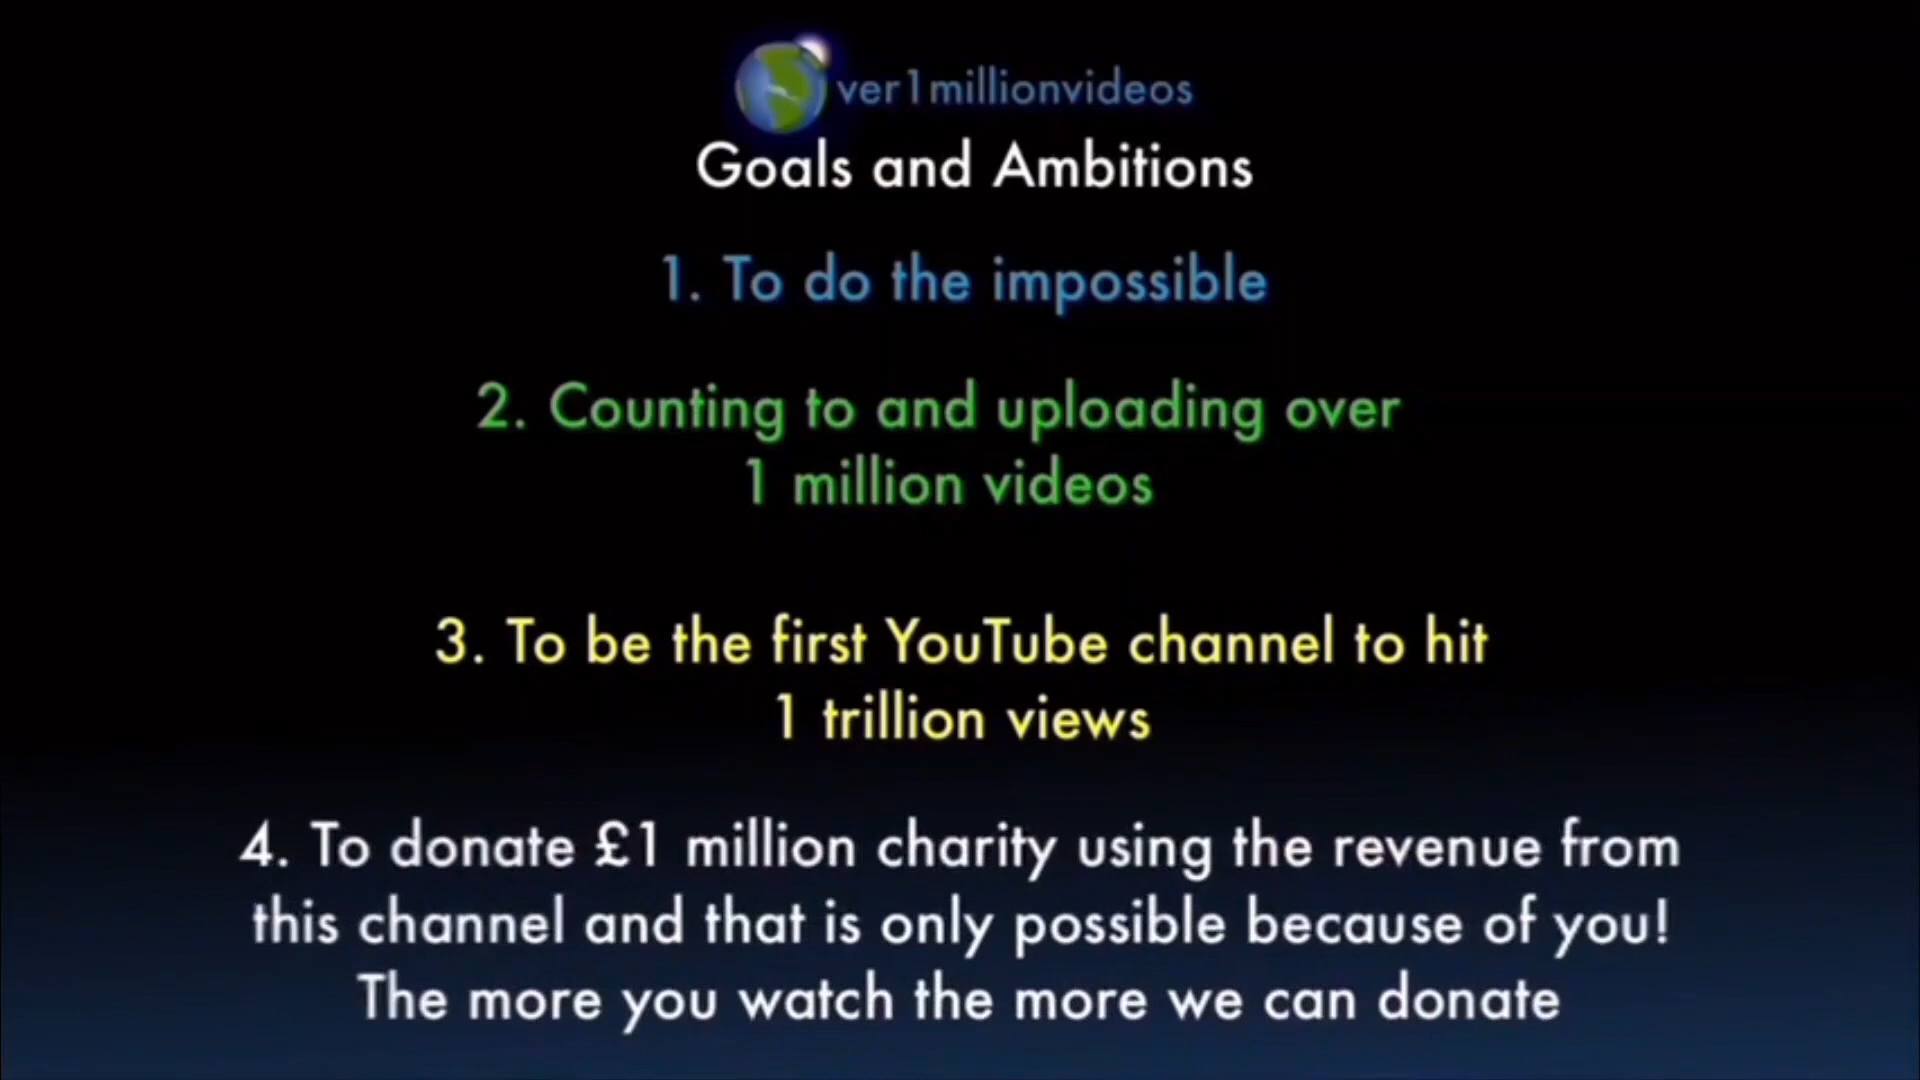 ver1millionvideos
Goals and Ambitions
1. To do the impossible
2. Counting to and uploading over
1 million videos
3. To be the first YouTube channel to hit
1 trillion views
4. To donate £1 million charity using the revenue from
this channel and that is only possible because of you!
The more you watch the more we can donate